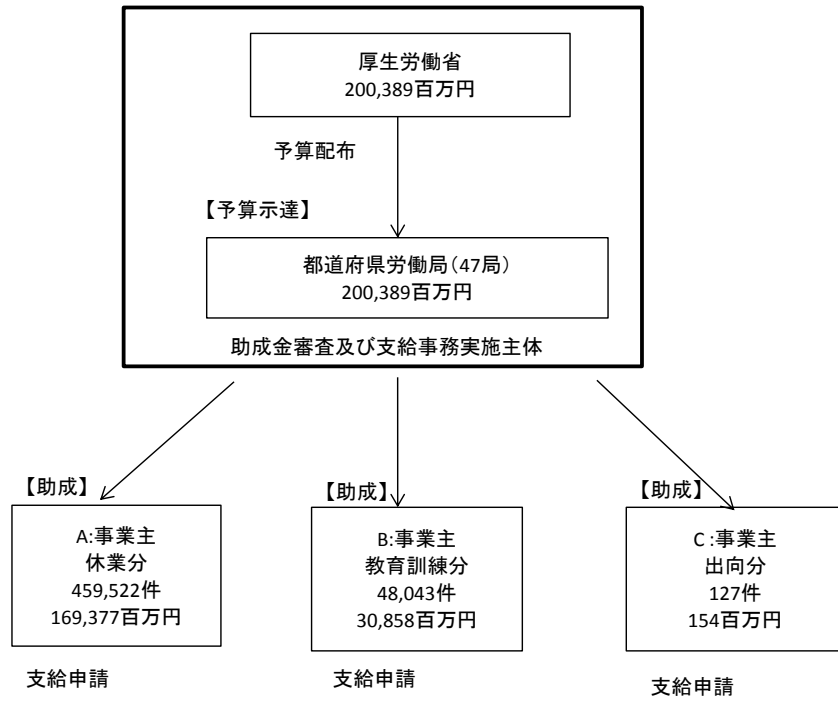 厚生労働省
200,389百万円
予算配布
【予算示達】
都道府県労働局(47局)
200,389百万円
助成金審査及び支給事務実施主体
【助成】
A:事業主
休業分
459,522件
169,377百万円
支給申請
【助成】
B:事業主
教育訓練分
48,043件
30,858百万円
支給申請
【助成】
C:事業主
出向分
127件
154百万円
支給申請